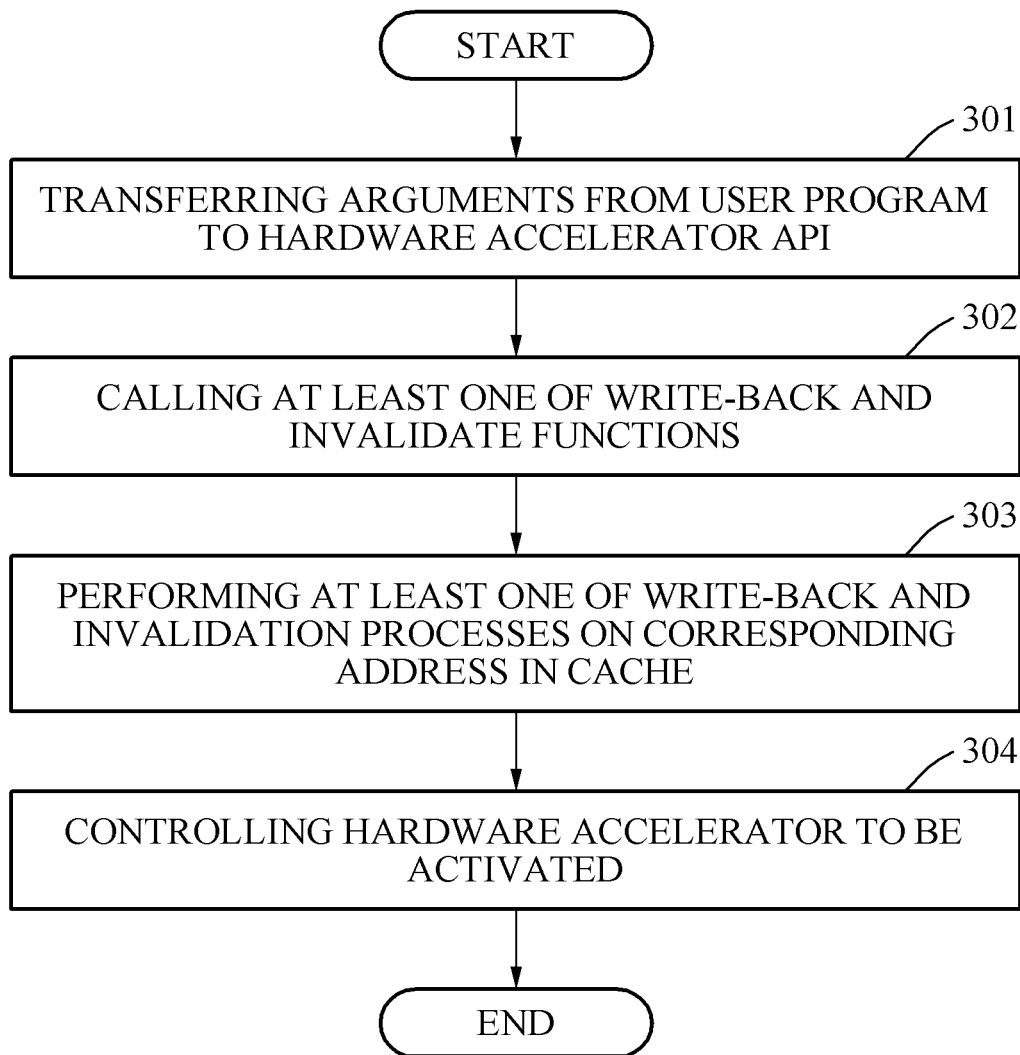 START
301
TRANSFERRING ARGUMENTS FROM USER PROGRAM
TO HARDWARE ACCELERATOR API
302
CALLING AT LEAST ONE OF WRITE-BACK AND
INVALIDATE FUNCTIONS
303
PERFORMING AT LEAST ONE OF WRITE-BACK AND
INVALIDATION PROCESSES ON CORRESPONDING
ADDRESS IN CACHE
304
CONTROLLING HARDWARE ACCELERATOR TO BE
ACTIVATED
END